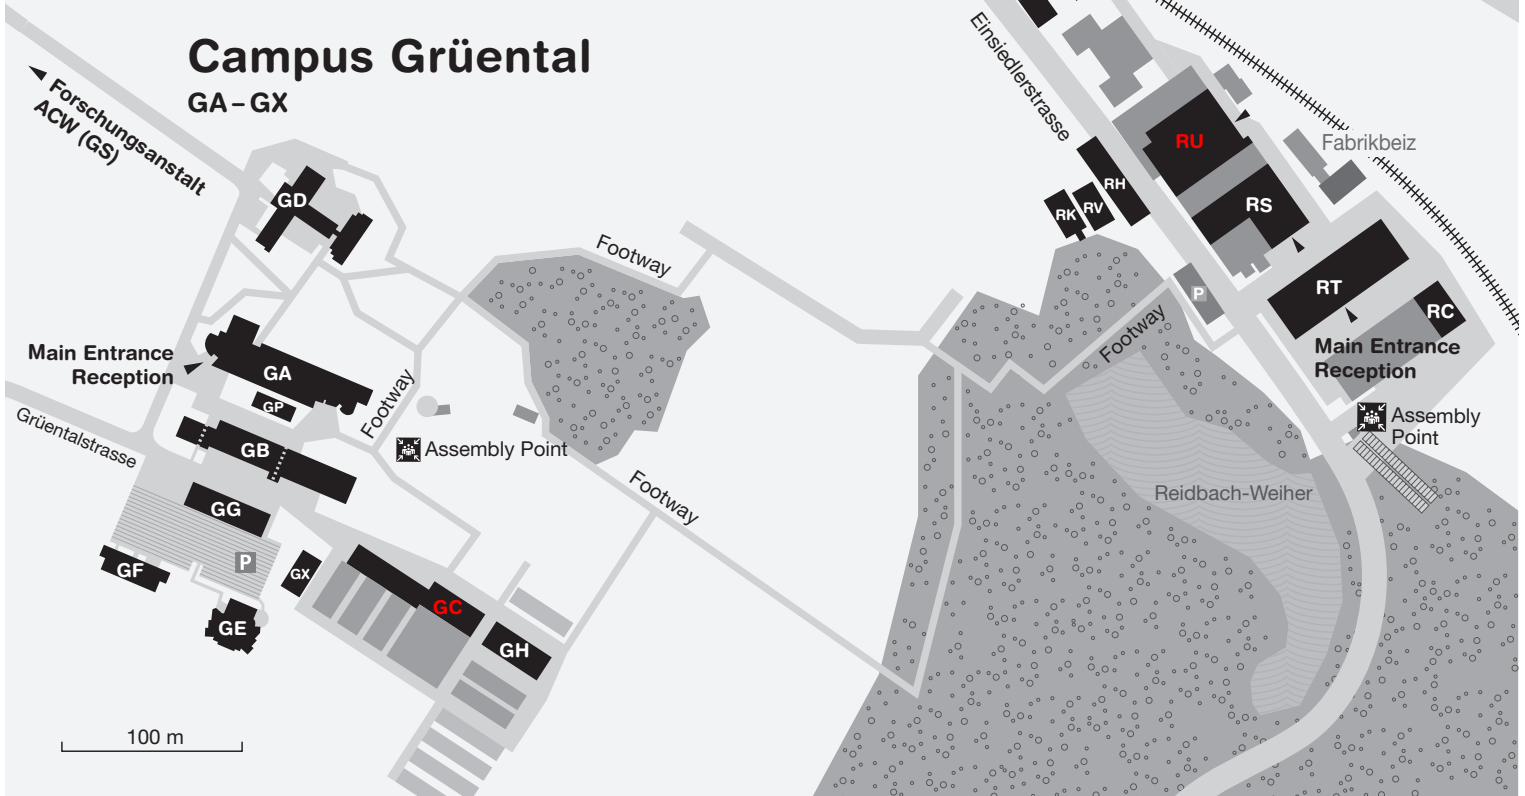 Campus Grüental
GA – GX
Forschungsanstalt
ACW (GS)
Einsiedlerstrasse
RU
Fabrikbeiz
RH
RK
RV
RS
GD
Footway
RT
P
RC
Footway
Main Entrance
Reception
Main Entrance
Reception
GA
GP
Footway
Grüentalstrasse
GB
Assembly Point
Assembly
Point
Footway
Reidbach-Weiher
GG
P
GF
GX
GC
GE
GH
100 m